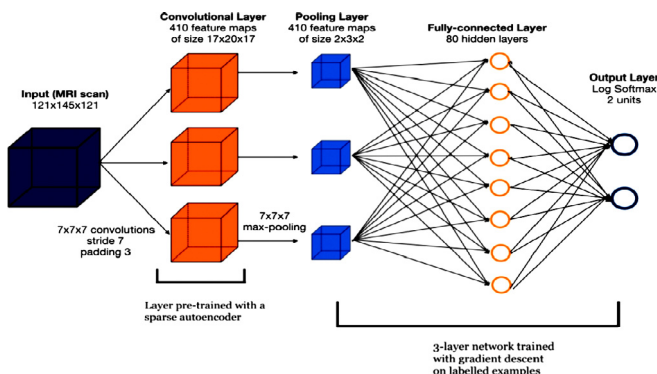 Input (MRI scan)
121x145x121
Convolutional Layer
410 feature maps
of size 17x20x17
Pooling Layer
410 feature maps
of size 2x3x2
Fully-connected Layer
80 hidden layers
Output Layer
Log Softmax
2 units
7x7x7 convolutions
stride 7
padding 3
7x7x7
max-pooling
Layer pre-trained with a
sparse autoencoder
3-layer network trained
with gradient descent
on labelled examples